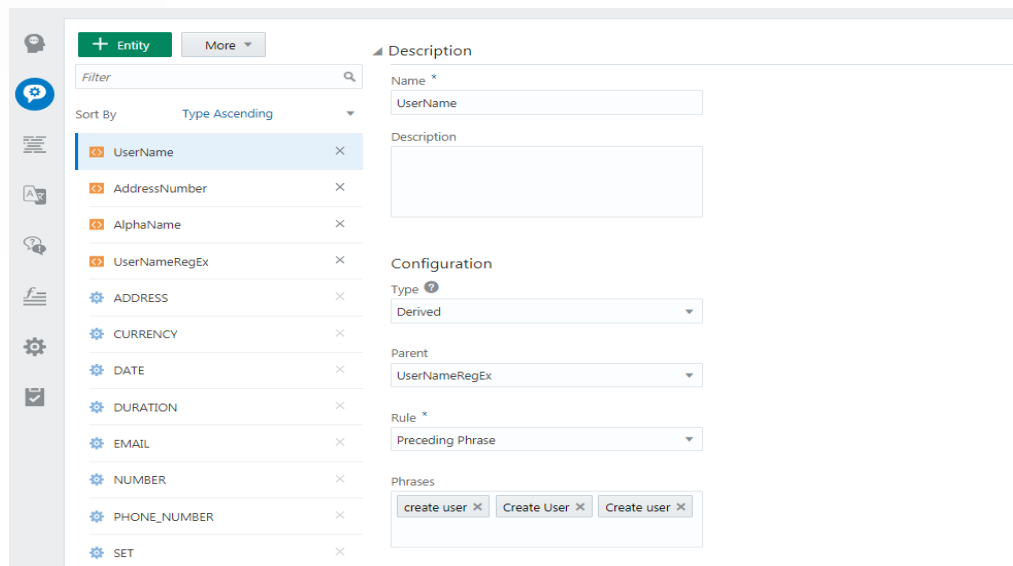 + Entity
More
Filter
Sort By
Type Ascending
UserName
AddressNumber
AlphaName
UserNameRegEx
ADDRESS
CURRENCY
DATE
DURATION
EMAIL
NUMBER
PHONE_NUMBER
SET
Description
Name *
UserName
Description
Configuration
Type ?
Derived
Parent
UserNameRegEx
Rule *
Preceding Phrase
Phrases
create user × Create User × Create user ×